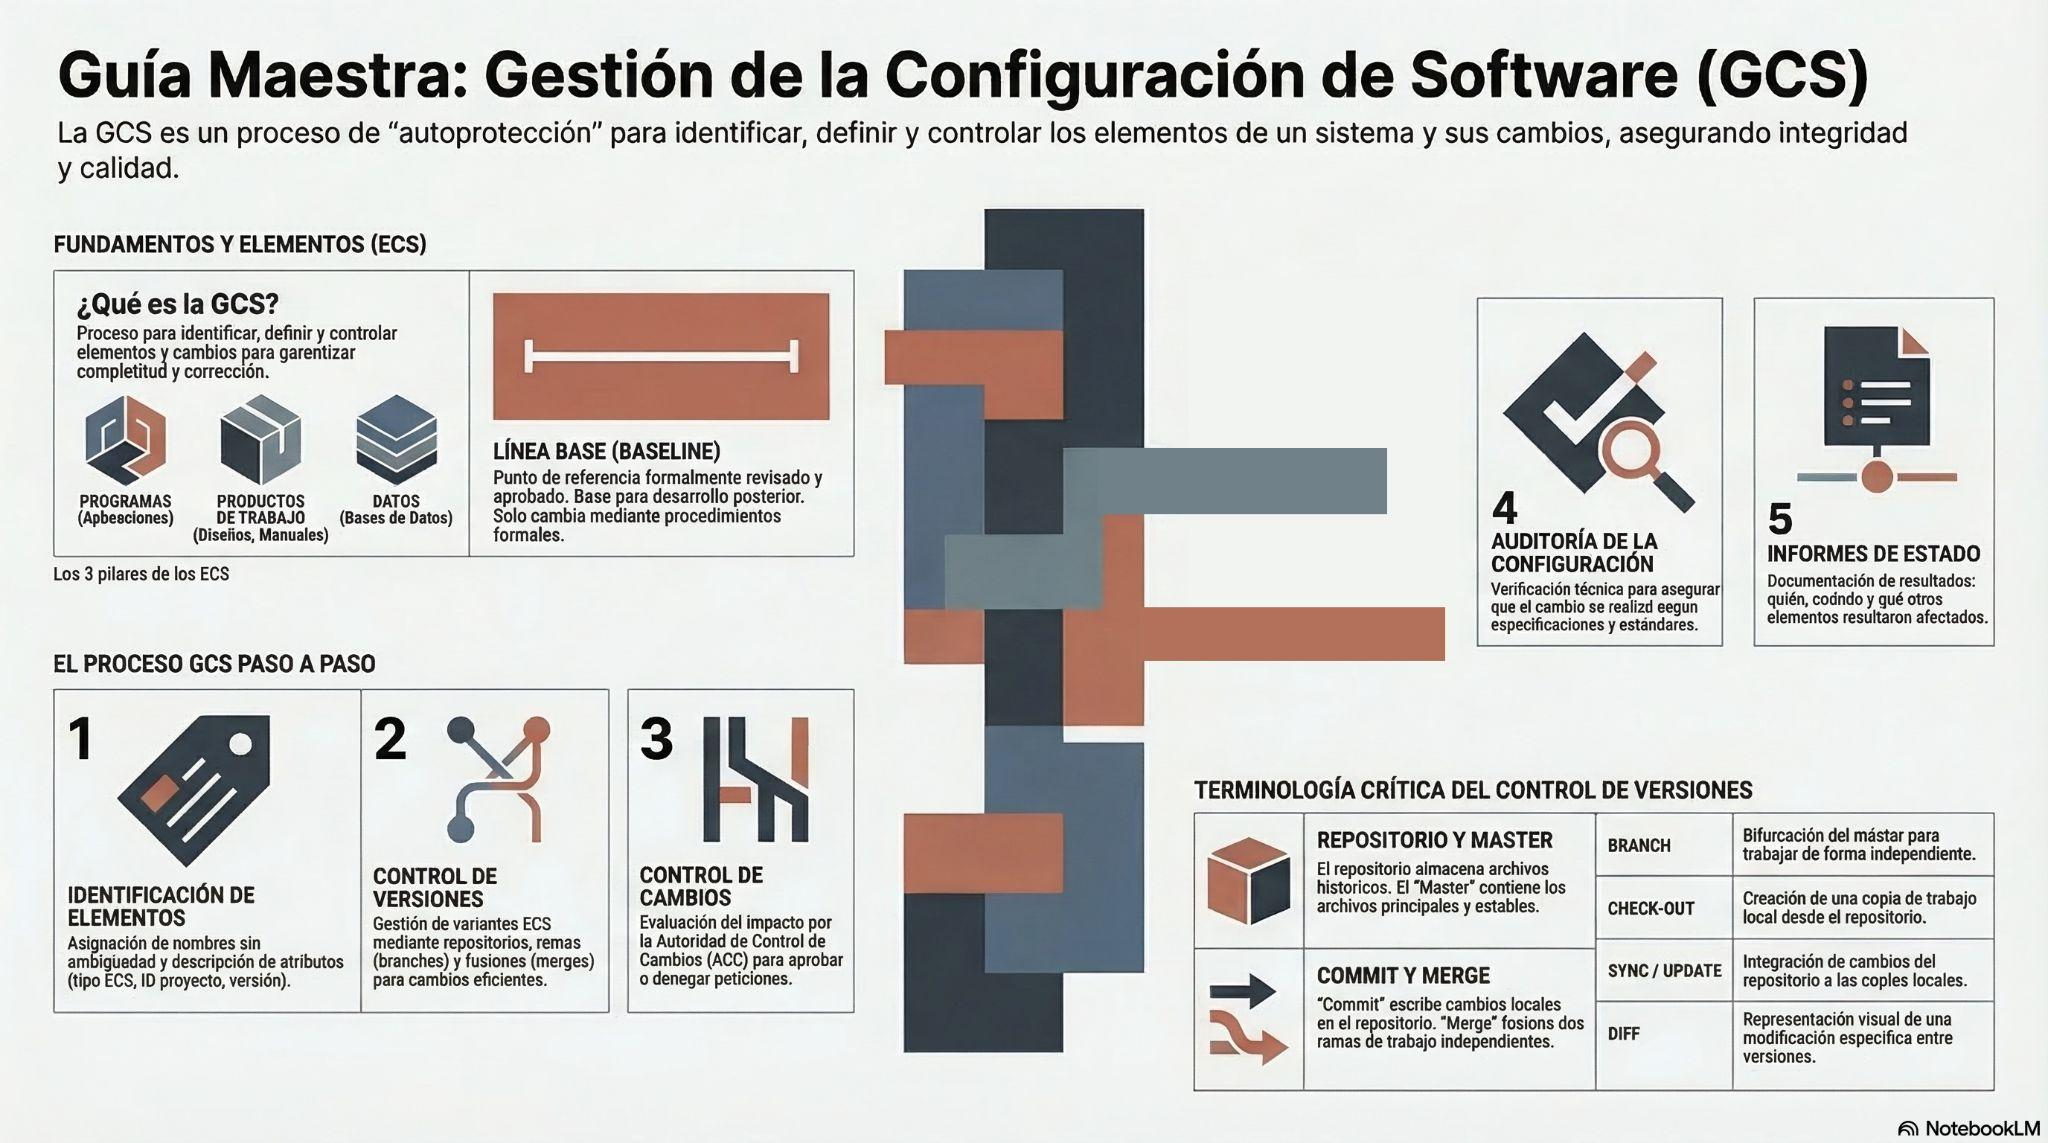 Guía Maestra: Gestión de la Configuración de Software (GCS)
La GCS es un proceso de “autoprotección” para identificar, definir y controlar los elementos de un sistema y sus cambios, asegurando integridad
y calidad.
FUNDAMENTOS Y ELEMENTOS (ECS)
¿Qué es la GCS?
Proceso para identificar, definir y controlar
elementos y cambios para garentizar
completitud y corrección.
PROGRAMAS
(Apbeaciones)
PRODUCTOS
DE TRABAJO
(Diseños, Manuales)
DATOS
(Bases de Datos)
LÍNEA BASE (BASELINE)
Punto de referencia formalmente revisado y
aprobado. Base para desarrollo posterior.
Solo cambia mediante procedimientos
formales.
Los 3 pilares de los ECS
EL PROCESO GCS PASO A PASO
1
IDENTIFICACIÓN DE
ELEMENTOS
Asignación de nombres sin
ambigüedad y descripción de atributos
(tipo ECS, ID proyecto, versión).
2
CONTROL DE
VERSIONES
Gestión de variantes ECS
mediante repositorios, remas
(branches) y fusiones (merges)
para cambios eficientes.
3
CONTROL DE
CAMBIOS
Evaluación del impacto por
la Autoridad de Control de
Cambios (ACC) para aprobar
o denegar peticiones.
4
AUDITORÍA DE LA
CONFIGURACIÓN
Verificación técnica para asegurar
que el cambio se realizd eegun
especificaciones y estándares.
5
INFORMES DE ESTADO
Documentación de resultados:
quién, codndo y gué otros
elementos resultaron afectados.
TERMINOLOGÍA CRÍTICA DEL CONTROL DE VERSIONES
REPOSITORIO Y MASTER
El repositorio almacena archivos
historicos. El "Master" contiene los
archivos principales y estables.
COMMIT Y MERGE
"Commit" escribe cambios locales
en el repositorio. "Merge" fosions dos
ramas de trabajo independientes.
BRANCH
Bifurcación del mástar para
trabajar de forma independiente.
CHECK-OUT
Creación de una copia de trabajo
local desde el repositorio.
SYNC / UPDATE
Integración de cambios del
repositorio a las coples locales.
DIFF
Representación visual de una
modificación especifica entre
versiones.
NotebookLM